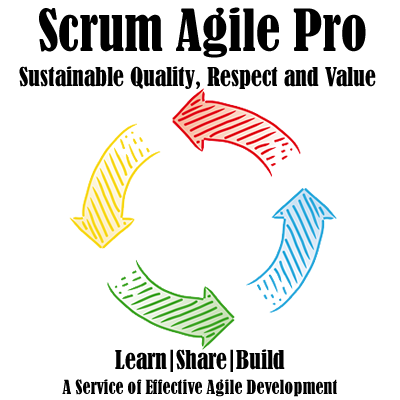 Scrum Agile Pro
Sustainable Quality, Respect and Value
Learn|Share|Build
A Service of Effective Agile Development